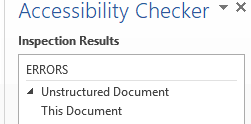 Accessibility Checker
Inspection Results
ERRORS
Unstructured Document
This Document